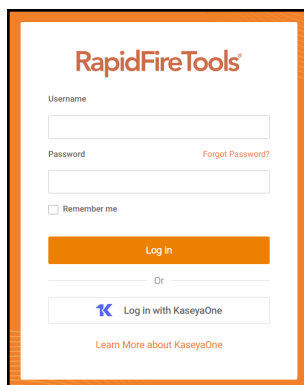 RapidFireTools®
Username
Password Forgot Password?
Remember me
Log in
Or
Log in with KaseyaOne
Learn More about KaseyaOne